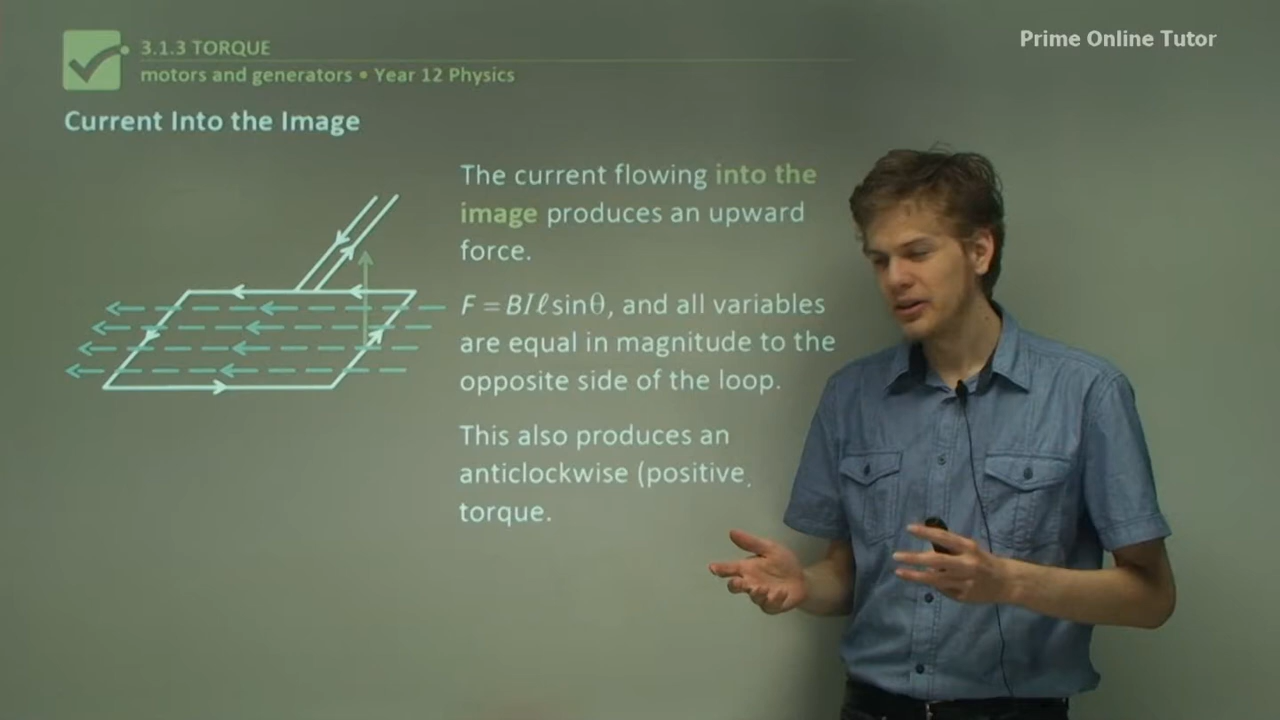 Prime Online Tutor
3.1.3 TORQUE
motors and generators • Year 12 Physics
Current Into the Image
The current flowing into the
image produces an upward
force.
F = BIℓsinθ, and all variables
are equal in magnitude to the
opposite side of the loop.
This also produces an
anticlockwise (positive,
torque.